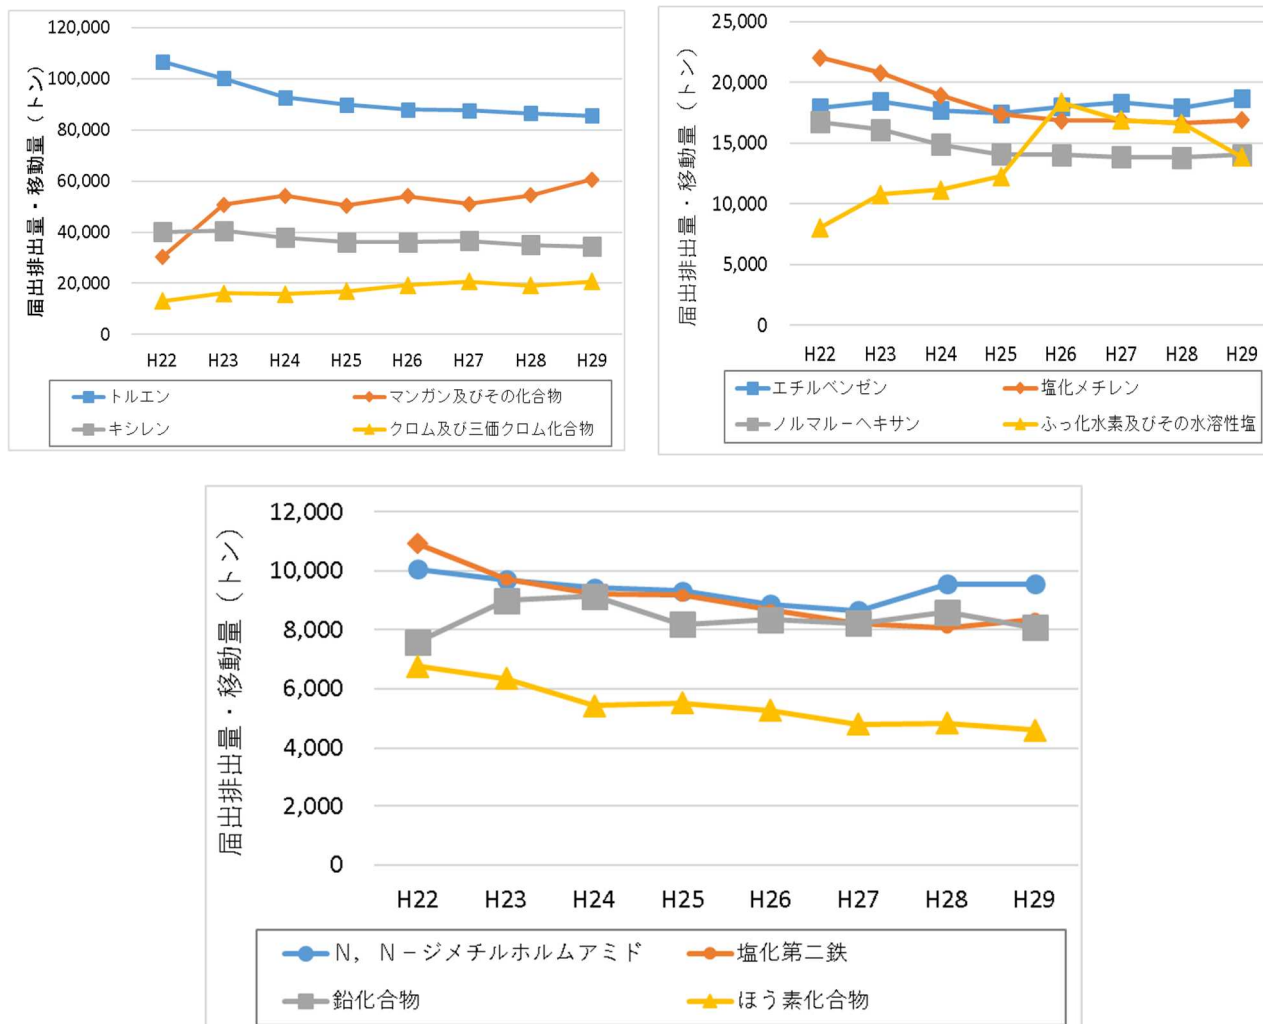 届出排出量・移動量（トン）
120,000
100,000
80,000
60,000
40,000
20,000
0
H22 H23 H24 H25 H26 H27 H28 H29
トルエン マンガン及びその化合物
キシレン クロム及び三価クロム化合物
届出排出量・移動量（トン）
25,000
20,000
15,000
10,000
5,000
0
H22 H23 H24 H25 H26 H27 H28 H29
エチルベンゼン 塩化メチレン
ノルマル－ヘキサン ふっ化水素及びその水溶性塩
届出排出量・移動量（トン）
12,000
10,000
8,000
6,000
4,000
2,000
0
H22 H23 H24 H25 H26 H27 H28 H29
Ｎ，Ｎ－ジメチルホルムアミド 塩化第二鉄
鉛化合物 ほう素化合物